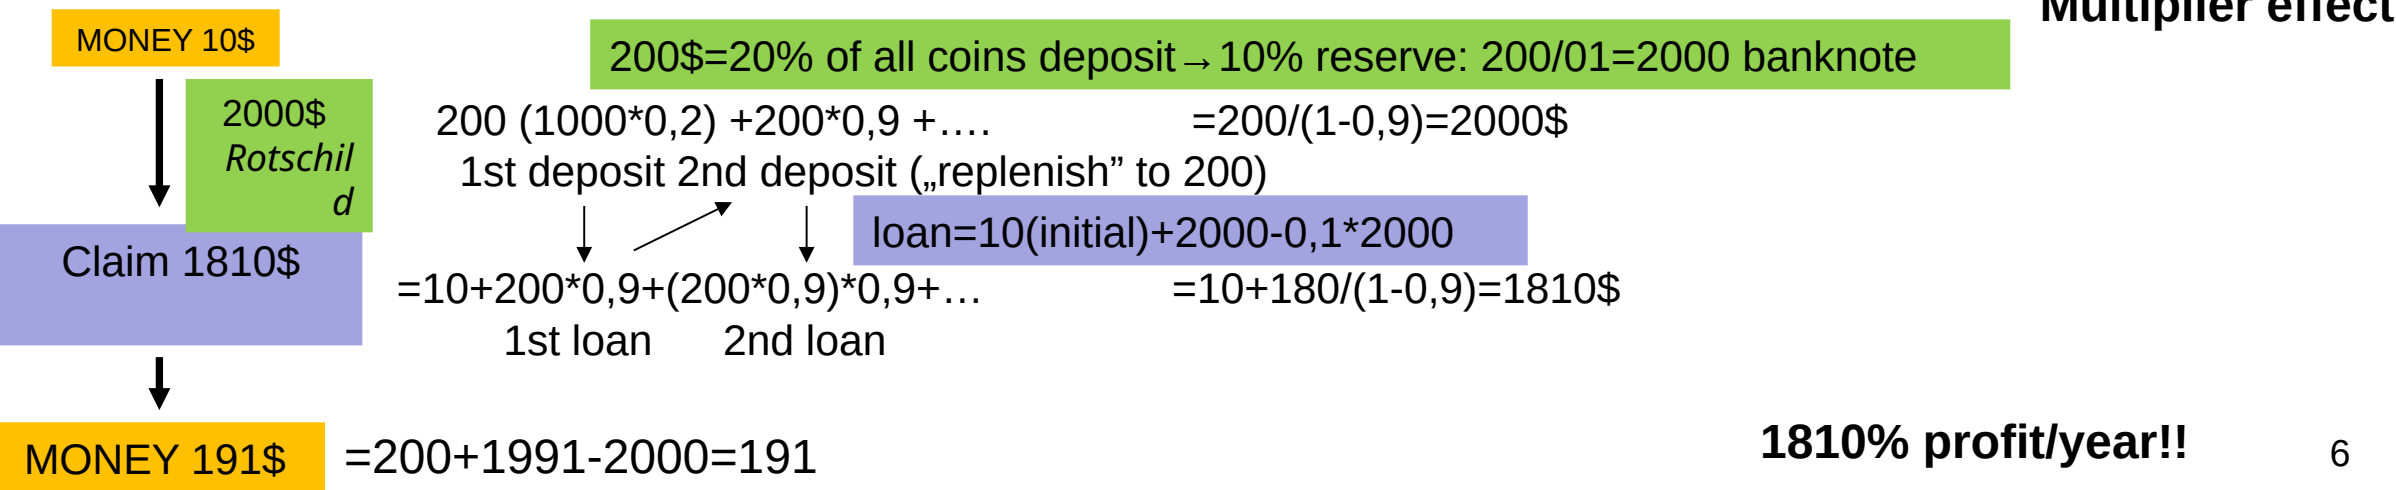 Multiplier effect
MONEY 10$
200$=20% of all coins deposit→10% reserve: 200/01=2000 banknote
2000$
Rotschil
d
200 (1000*0,2) +200*0,9 +…. =200/(1-0,9)=2000$
1st deposit 2nd deposit („replenish” to 200)
loan=10(initial)+2000-0,1*2000
Claim 1810$
=10+200*0,9+(200*0,9)*0,9+… =10+180/(1-0,9)=1810$
1st loan 2nd loan
MONEY 191$
=200+1991-2000=191
1810% profit/year!!
6